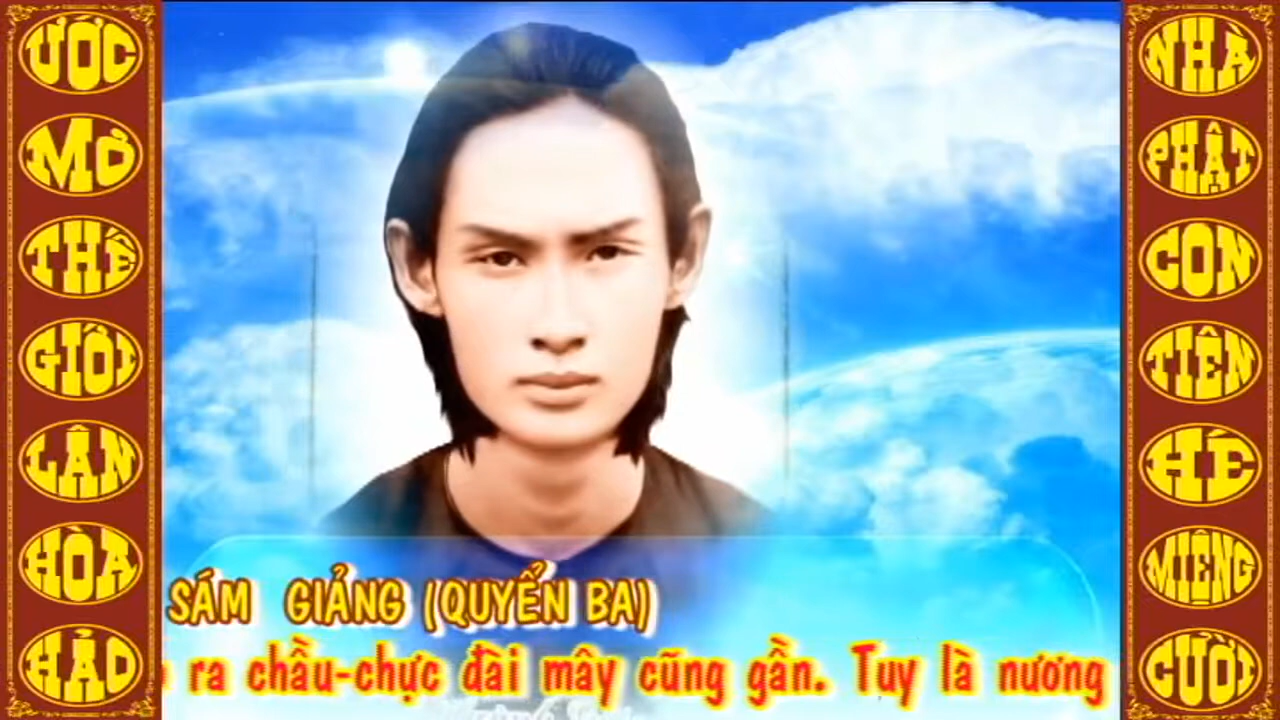 ƯỚC
MƠ
THẾ
GIỚI
LÂN
HÒA
HẢO
NHÀ
PHẬT
CON
TIÊN
HÉ
MIỆNG
CƯỜI
SÁM GIẢNG (QUYỂN BA)
ra chầu-chực đài mây cũng gần. Tuy là nương